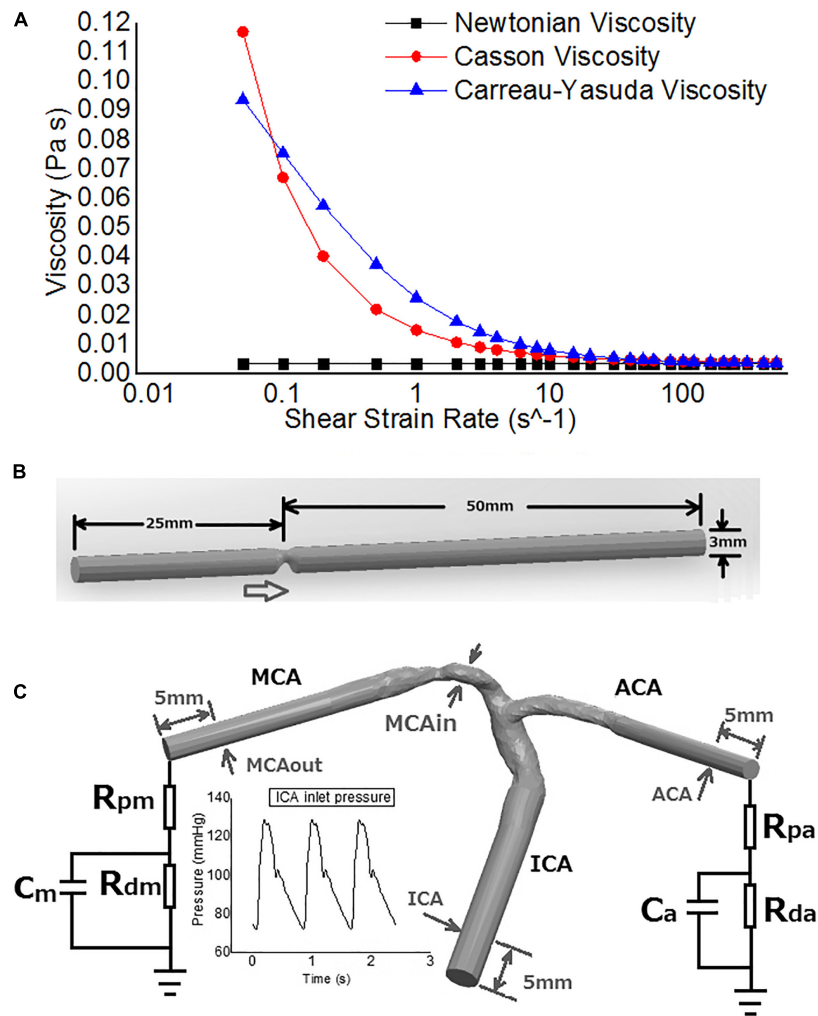 A
Newtonian Viscosity
Casson Viscosity
Carreau-Yasuda Viscosity
Viscosity (Pa s)
0.12
0.11
0.10
0.09
0.08
0.07
0.06
0.05
0.04
0.03
0.02
0.01
0.00
0.01 0.1 1 10 100
Shear Strain Rate (s^-1)
B
25mm
50mm
3mm
C
MCA
ACA
5mm
5mm
MCAin
MCAout
ACA
Rpm
Cm
Rdm
ICA inlet pressure
Pressure (mmHg)
140
120
100
80
60
0 1 2 3
Time (s)
ICA
ICA
5mm
Rpa
Ca
Rda